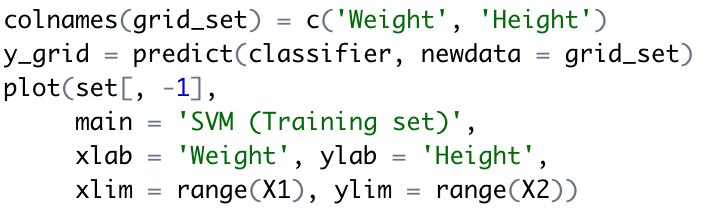 colnames(grid_set) = c('Weight', 'Height')
y_grid = predict(classifier, newdata = grid_set)
plot(set[, -1],
     main = 'SVM (Training set)',
     xlab = 'Weight', ylab = 'Height',
     xlim = range(X1), ylim = range(X2))